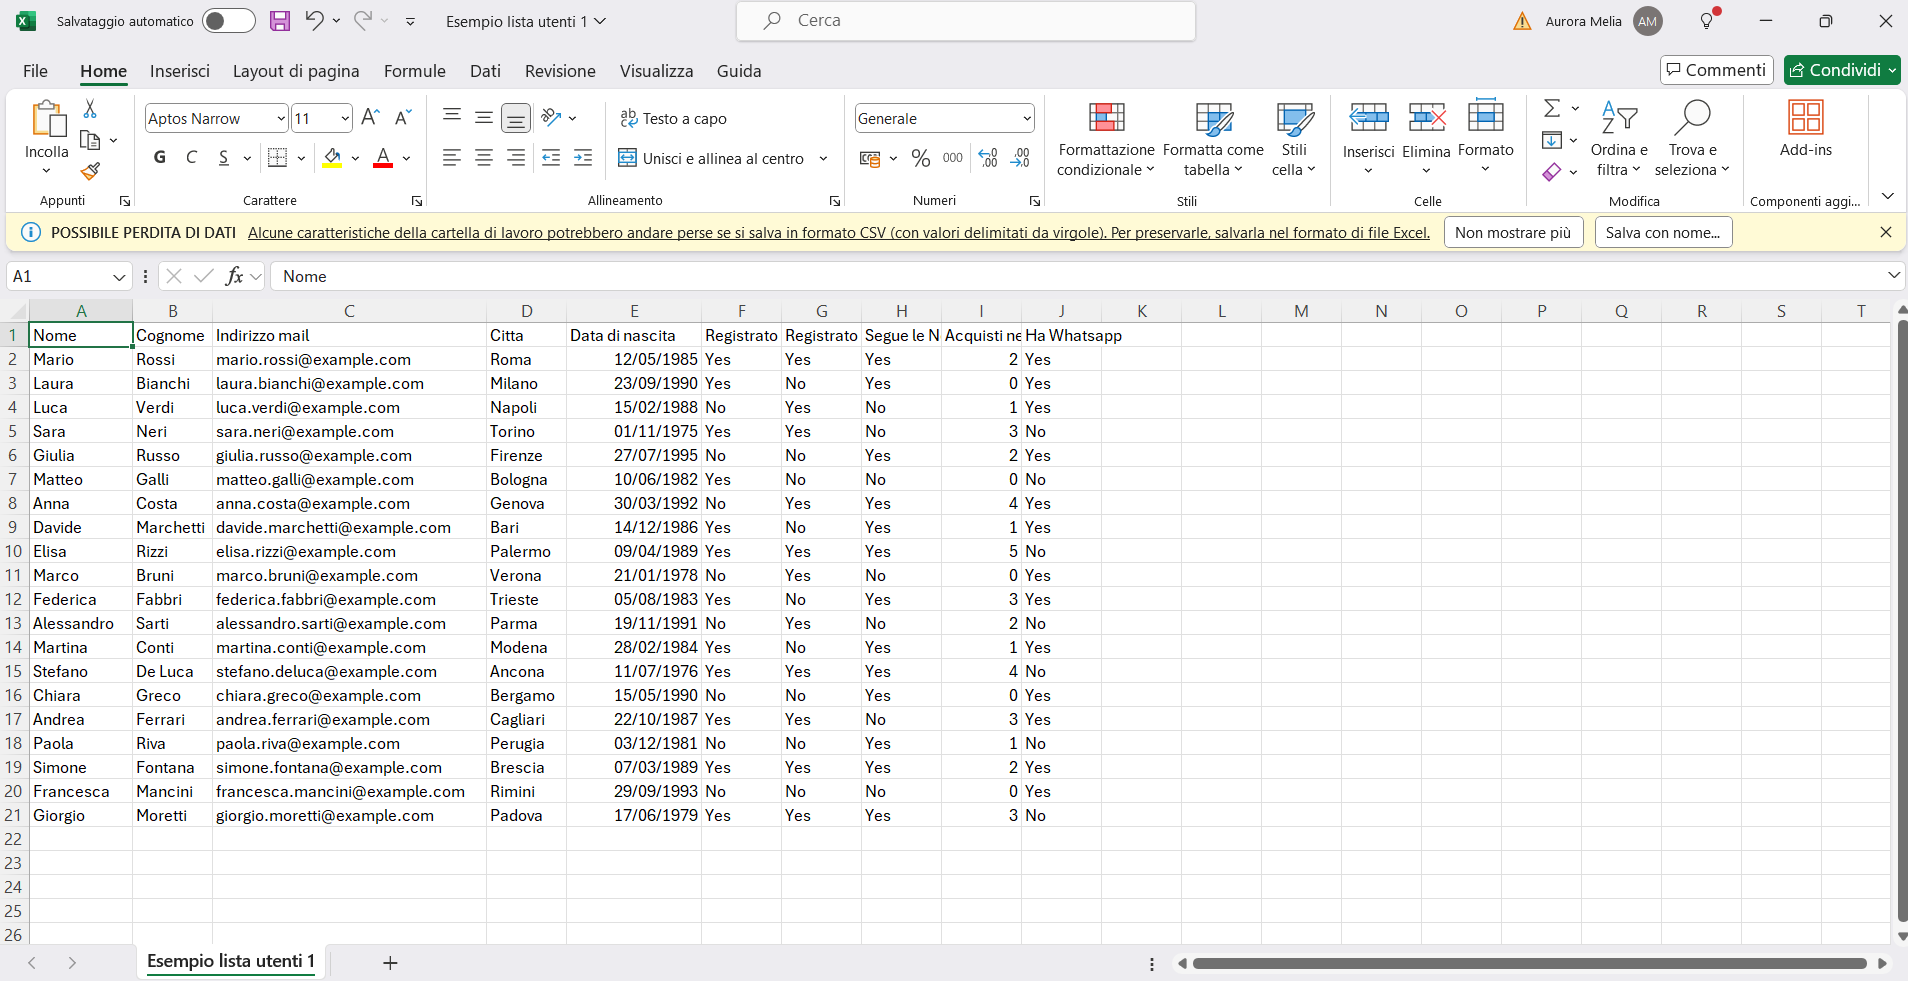 Salvataggio automatico
Esempio lista utenti 1
Cerca
Aurora Melia
AM
File Home Inserisci Layout di pagina Formule Dati Revisione Visualizza Guida
Commenti
Condividi
Incolla
Appunti
Aptos Narrow 11
G C S
Carattere
Testo a capo
Unisci e allinea al centro
Allineamento
Generale
% 000
Numeri
Formattazione condizionale
Formatta come tabella
Stili cella
Stili
Inserisci
Elimina
Formato
Celle
Ordina e filtra
Trova e seleziona
Modifica
Add-ins
Componenti aggi...
POSSIBILE PERDITA DI DATI Alcune caratteristiche della cartella di lavoro potrebbero andare perse se si salva in formato CSV (con valori delimitati da virgole). Per preservarle, salvarla nel formato di file Excel. Non mostrare più Salva con nome...
A1 fx Nome
A B C D E F G H I J K L M N O P Q R S T
1 Nome Cognome Indirizzo mail Citta Data di nascita Registrato Registrato Segue le N Acquisti ne Ha Whatsapp
2 Mario Rossi mario.rossi@example.com Roma 12/05/1985 Yes Yes Yes 2 Yes
3 Laura Bianchi laura.bianchi@example.com Milano 23/09/1990 Yes No Yes 0 Yes
4 Luca Verdi luca.verdi@example.com Napoli 15/02/1988 No Yes No 1 Yes
5 Sara Neri sara.neri@example.com Torino 01/11/1975 Yes Yes No 3 No
6 Giulia Russo giulia.russo@example.com Firenze 27/07/1995 No No Yes 2 Yes
7 Matteo Galli matteo.galli@example.com Bologna 10/06/1982 Yes No No 0 No
8 Anna Costa anna.costa@example.com Genova 30/03/1992 No Yes Yes 4 Yes
9 Davide Marchetti davide.marchetti@example.com Bari 14/12/1986 Yes No Yes 1 Yes
10 Elisa Rizzi elisa.rizzi@example.com Palermo 09/04/1989 Yes Yes Yes 5 No
11 Marco Bruni marco.bruni@example.com Verona 21/01/1978 No Yes No 0 Yes
12 Federica Fabbri federica.fabbri@example.com Trieste 05/08/1983 Yes No Yes 3 Yes
13 Alessandro Sarti alessandro.sarti@example.com Parma 19/11/1991 No Yes No 2 No
14 Martina Conti martina.conti@example.com Modena 28/02/1984 Yes No Yes 1 Yes
15 Stefano De Luca stefano.deluca@example.com Ancona 11/07/1976 Yes Yes Yes 4 No
16 Chiara Greco chiara.greco@example.com Bergamo 15/05/1990 No No Yes 0 Yes
17 Andrea Ferrari andrea.ferrari@example.com Cagliari 22/10/1987 Yes Yes No 3 Yes
18 Paola Riva paola.riva@example.com Perugia 03/12/1981 No No Yes 1 No
19 Simone Fontana simone.fontana@example.com Brescia 07/03/1989 Yes Yes Yes 2 Yes
20 Francesca Mancini francesca.mancini@example.com Rimini 29/09/1993 No No No 0 Yes
21 Giorgio Moretti giorgio.moretti@example.com Padova 17/06/1979 Yes Yes Yes 3 No
22
23
24
25
26
Esempio lista utenti 1